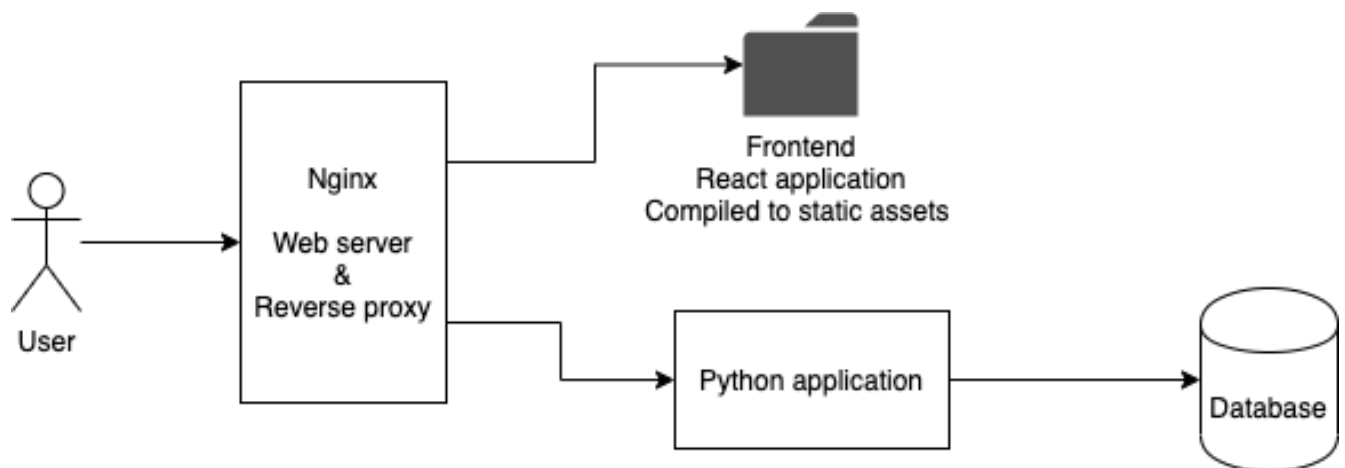 User
Nginx
Web server
&
Reverse proxy
Frontend
React application
Compiled to static assets
Python application
Database